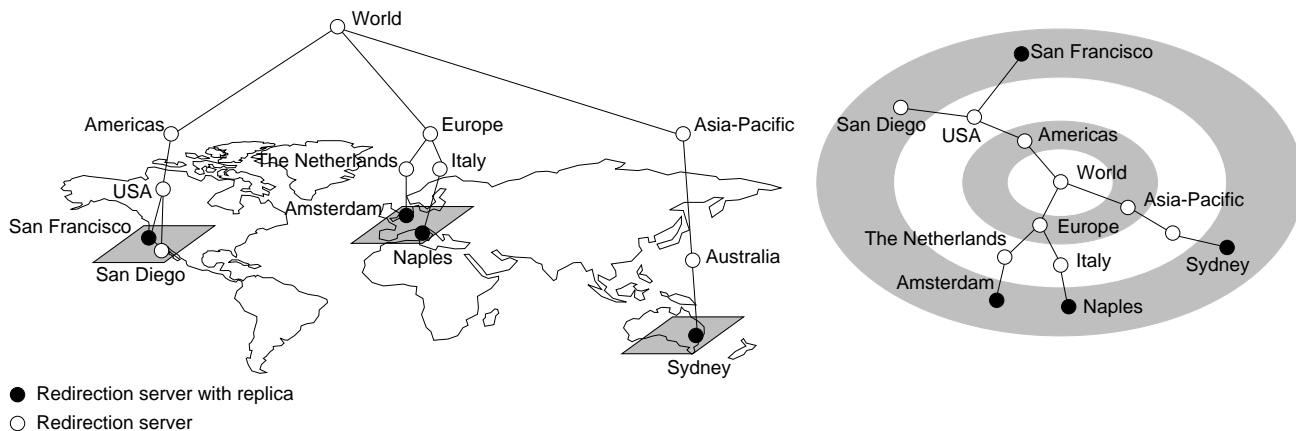 World
Americas
Europe
Asia-Pacific
The Netherlands
Italy
USA
Amsterdam
San Francisco
Naples
San Diego
Australia
Sydney
Redirection server with replica
Redirection server
San Francisco
San Diego
USA
Americas
World
Asia-Pacific
Europe
The Netherlands
Italy
Sydney
Amsterdam
Naples